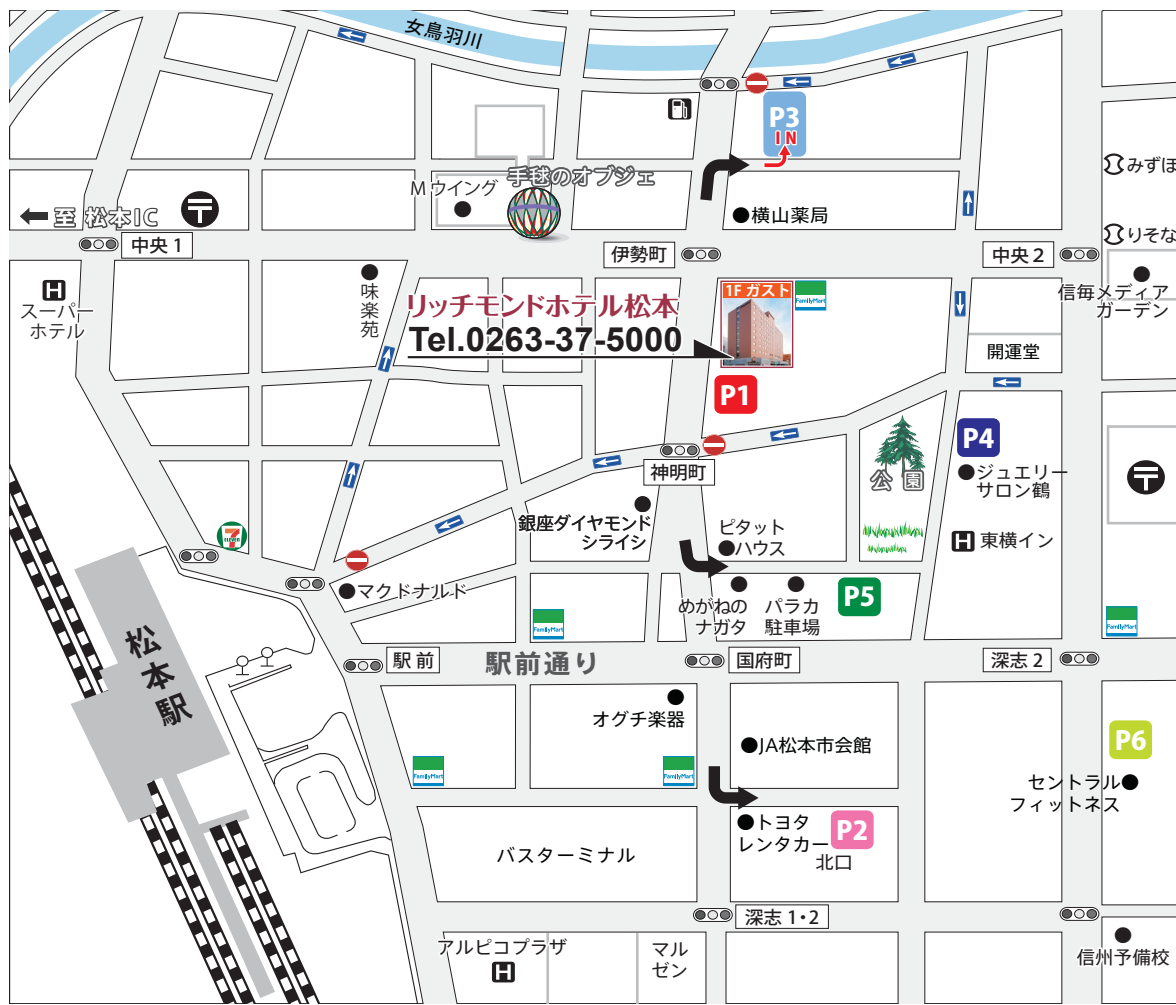 女鳥羽川
P3
IN
みずほ
手毬のオブジェ
Mウイング
横山薬局
りそな
← 至 松本IC
〒
中央1
伊勢町
中央2
H
スーパー
ホテル
味楽苑
リッチモンドホテル松本
Tel.0263-37-5000
1F ガスト
FamilyMart
信毎メディア
ガーデン
開運堂
P1
P4
公園
ジュエリー
サロン鶴
〒
神明町
銀座ダイヤモンド
シライシ
ピタット
ハウス
H 東横イン
7
ELEVEN
マクドナルド
めがねの
ナガタ
パラカ
駐車場
P5
FamilyMart
FamilyMart
松本駅
駅前
駅前通り
国府町
深志2
オグチ楽器
JA松本市会館
P6
FamilyMart
FamilyMart
セントラル
フィットネス
トヨタ
レンタカー
P2
北口
バスターミナル
深志1・2
アルピコプラザ
H
マル
ゼン
信州予備校